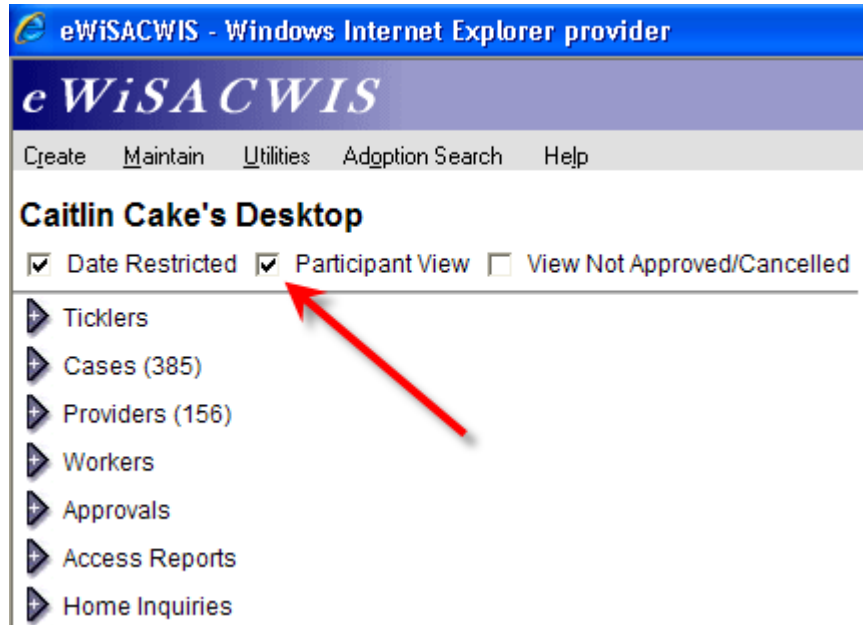 eWiSACWIS - Windows Internet Explorer provider
e WiSACWIS
Create Maintain Utilities Adoption Search Help
Caitlin Cake's Desktop
Date Restricted Participant View View Not Approved/Cancelled
Ticklers
Cases (385)
Providers (156)
Workers
Approvals
Access Reports
Home Inquiries